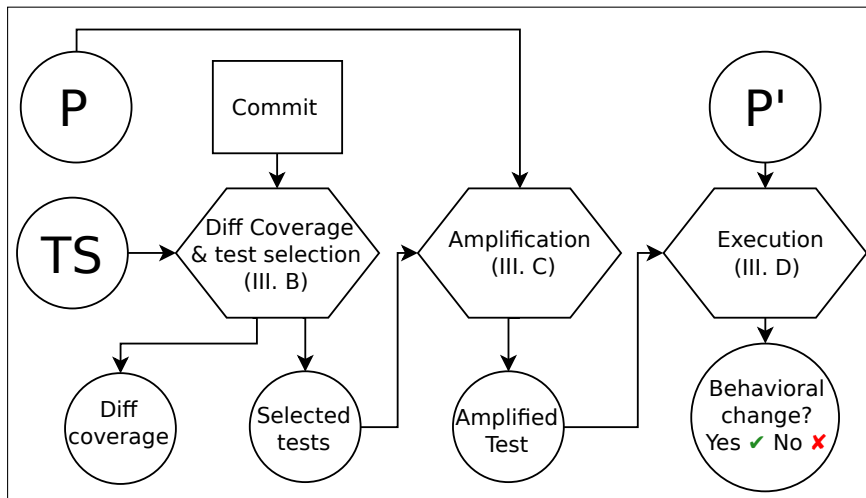 P
Commit
P'
TS
Diff Coverage
& test selection
(III. B)
Amplification
(III. C)
Execution
(III. D)
Diff
coverage
Selected
tests
Amplified
Test
Behavioral
change?
Yes ✔ No ✘